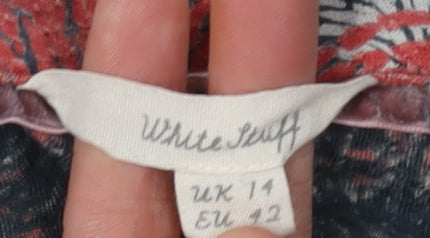 White Stuff
UK 14
EU 42